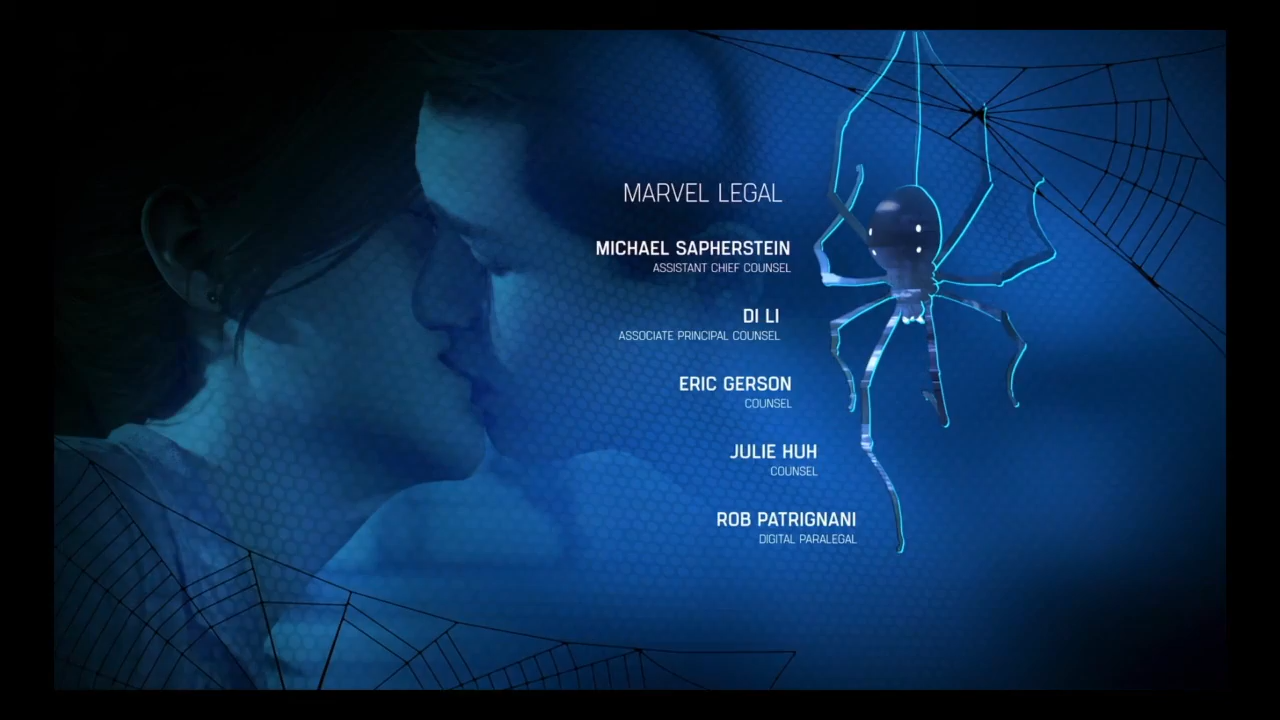 MARVEL LEGAL
MICHAEL SAPHERSTEIN
ASSISTANT CHIEF COUNSEL
DI LI
ASSOCIATE PRINCIPAL COUNSEL
ERIC GERSON
COUNSEL
JULIE HUH
COUNSEL
ROB PATRIGNANI
DIGITAL PARALEGAL